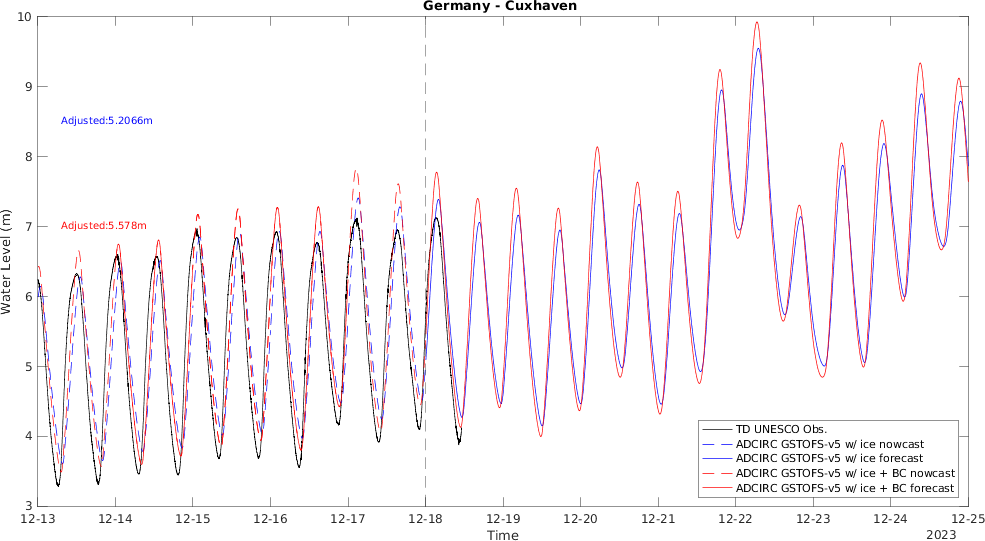 Germany - Cuxhaven
10
9
8
7
6
5
4
3
Water Level (m)
Adjusted:5.2066m
Adjusted:5.578m
TD UNESCO Obs.
ADCIRC GSTOFS-v5 w/ ice nowcast
ADCIRC GSTOFS-v5 w/ ice forecast
ADCIRC GSTOFS-v5 w/ ice + BC nowcast
ADCIRC GSTOFS-v5 w/ ice + BC forecast
12-13 12-14 12-15 12-16 12-17 12-18 12-19 12-20 12-21 12-22 12-23 12-24 12-25
Time
2023